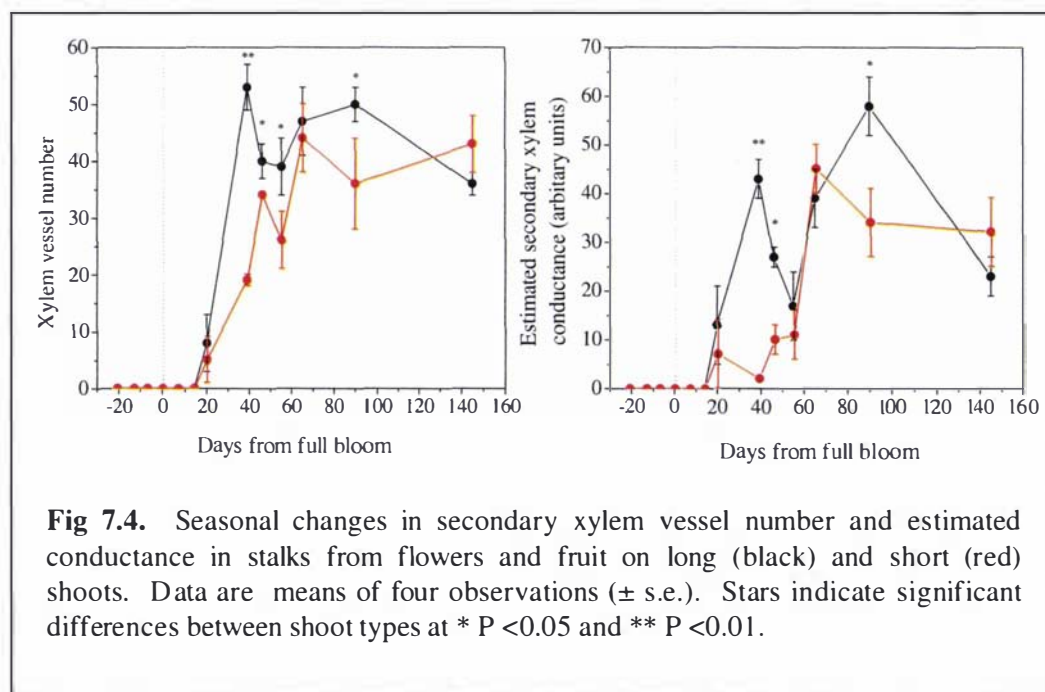 60
50
40
30
20
10
0
Xylem vessel number
**
*
*
*
-20 0 20 40 60 80 100 120 140 160
Days from full bloom
70
60
50
40
30
20
10
0
Estimated secondary xylem
conductance (arbitary units)
**
*
*
-20 0 20 40 60 80 100 120 140 160
Days from full bloom
Fig 7.4. Seasonal changes in secondary xylem vessel number and estimated
conductance in stalks from flowers and fruit on long (black) and short (red)
shoots. Data are means of four observations (± s.e.). Stars indicate significant
differences between shoot types at * P <0.05 and ** P <0.01.